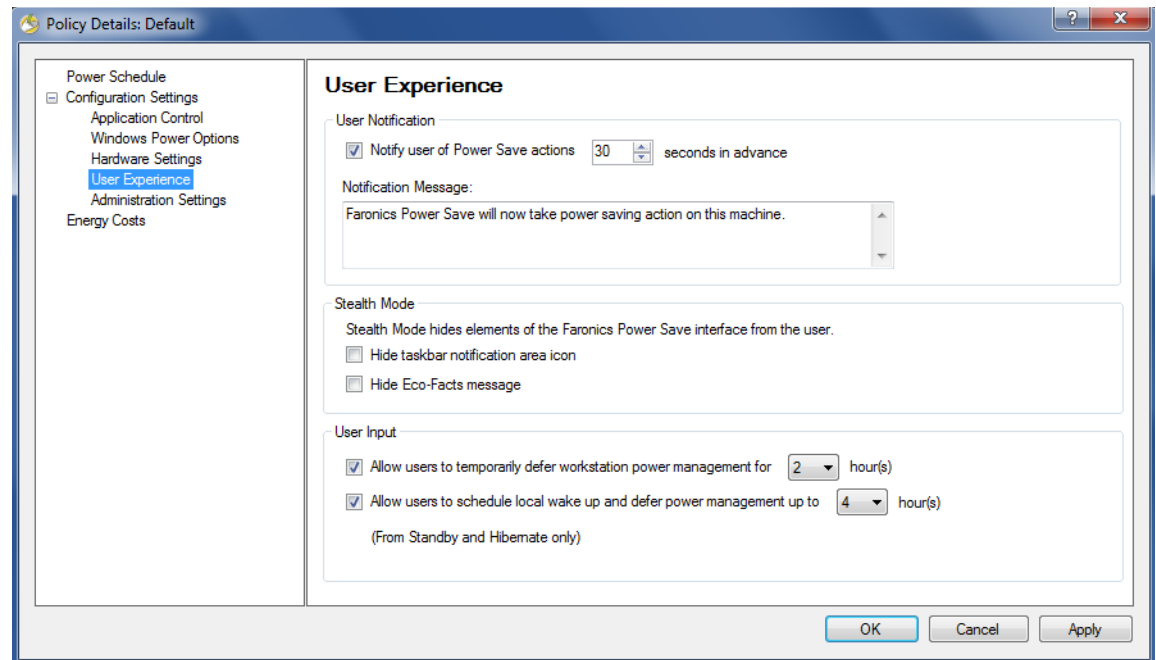 Policy Details: Default
?
Power Schedule
Configuration Settings
Application Control
Windows Power Options
Hardware Settings
User Experience
Administration Settings
Energy Costs
User Experience
User Notification
Notify user of Power Save actions 30 seconds in advance
Notification Message:
Faronics Power Save will now take power saving action on this machine.
Stealth Mode
Stealth Mode hides elements of the Faronics Power Save interface from the user.
Hide taskbar notification area icon
Hide Eco-Facts message
User Input
Allow users to temporarily defer workstation power management for 2 hour(s)
Allow users to schedule local wake up and defer power management up to 4 hour(s)
(From Standby and Hibernate only)
OK Cancel Apply